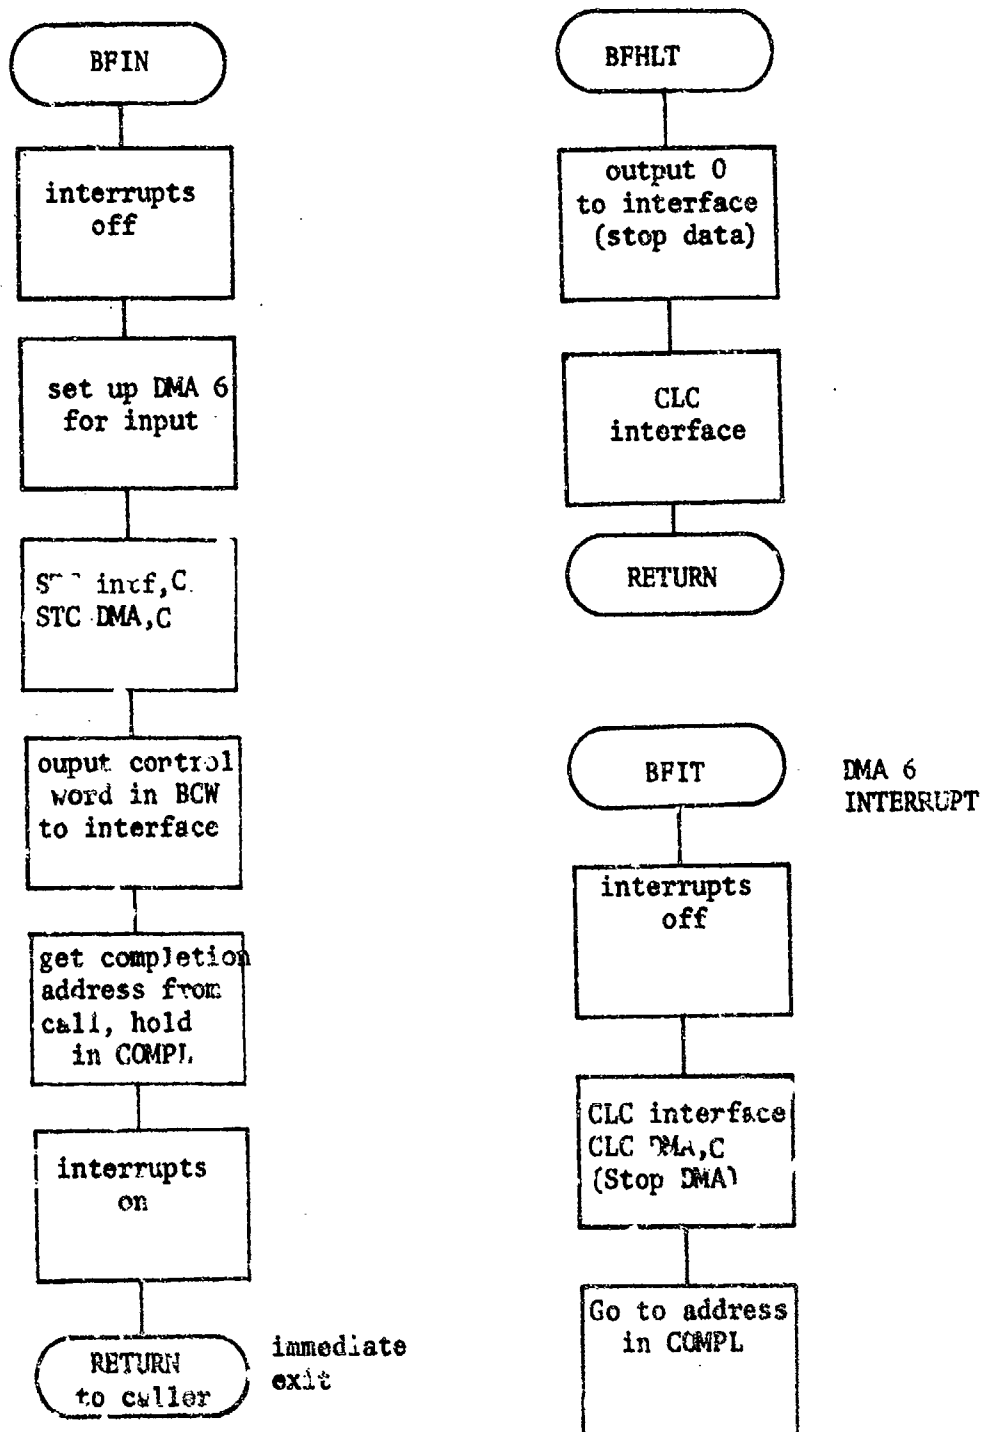 BFIN
interrupts
off
set up DMA 6
for input
intf,C
STC DMA,C
ouput control
word in BCW
to interface
get completion
address from
call, hold
in COMPL
interrupts
on
RETURN
to caller
immediate
exit
BFHLT
output 0
to interface
(stop data)
CLC
interface
RETURN
BFIT
DMA 6
INTERRUPT
interrupts
off
CLC interface
CLC DMA,C
(Stop DMA)
Go to address
in COMPL